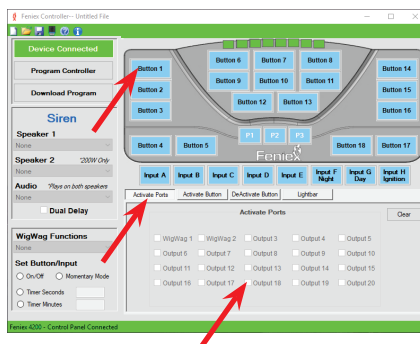 Feniex Controller-- Untitled File
Device Connected
Program Controller
Download Program
Siren
Speaker 1
None
Speaker 2 *200W Only
None
Audio *Plays on both speakers
None
Dual Delay
WigWag Functions
None
Set Button/Input
On/Off Momentary Mode
Timer Seconds
Timer Minutes
Button 1
Button 2
Button 3
Button 4 Button 5
Button 6 Button 7 Button 8
Button 9 Button 10 Button 11
Button 12 Button 13
P1 P2 P3
Feniex
Button 14
Button 15
Button 16
Button 18 Button 17
Input A Input B Input C Input D Input E Input F Night Input G Day Input H Ignition
Activate Ports Activate Button DeActivate Button Lightbar
Activate Ports
Clear
WigWag 1 WigWag 2 Output 3 Output 4 Output 5
Output 6 Output 7 Output 8 Output 9 Output 10
Output 11 Output 12 Output 13 Output 14 Output 15
Output 16 Output 17 Output 18 Output 19 Output 20
Feniex 4200 - Control Panel Connected